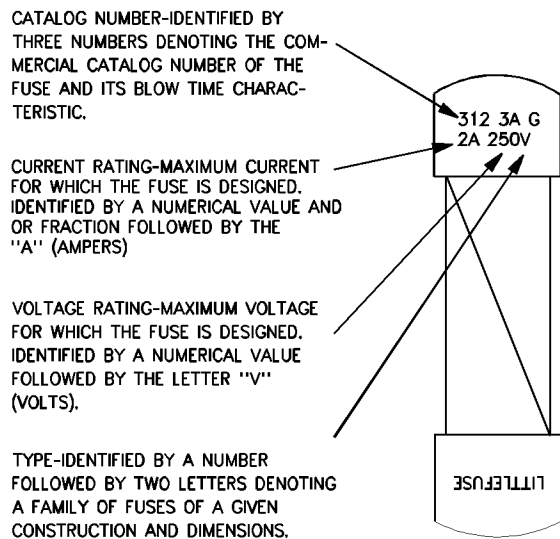 CATALOG NUMBER-IDENTIFIED BY
THREE NUMBERS DENOTING THE COM-
MERCIAL CATALOG NUMBER OF THE
FUSE AND ITS BLOW TIME CHARAC-
TERISTIC.
312 3A G
2A 250V
CURRENT RATING-MAXIMUM CURRENT
FOR WHICH THE FUSE IS DESIGNED.
IDENTIFIED BY A NUMERICAL VALUE AND
OR FRACTION FOLLOWED BY THE
"A" (AMPERS)
VOLTAGE RATING-MAXIMUM VOLTAGE
FOR WHICH THE FUSE IS DESIGNED.
IDENTIFIED BY A NUMERICAL VALUE
FOLLOWED BY THE LETTER "V"
(VOLTS).
TYPE-IDENTIFIED BY A NUMBER
FOLLOWED BY TWO LETTERS DENOTING
A FAMILY OF FUSES OF A GIVEN
CONSTRUCTION AND DIMENSIONS.
LITTLEFUSE